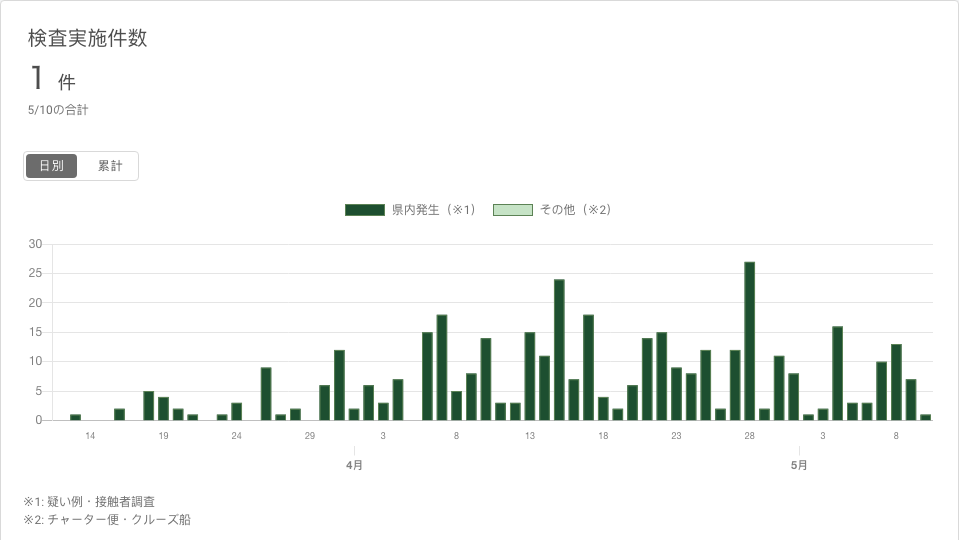 検査実施件数
1 件
5/10の合計
日別 累計
県内発生（※1） その他（※2）
30
25
20
15
10
5
0
14 19 24 29 3 8 13 18 23 28 3 8
4月 5月
※1: 疑い例・接触者調査
※2: チャーター便・クルーズ船